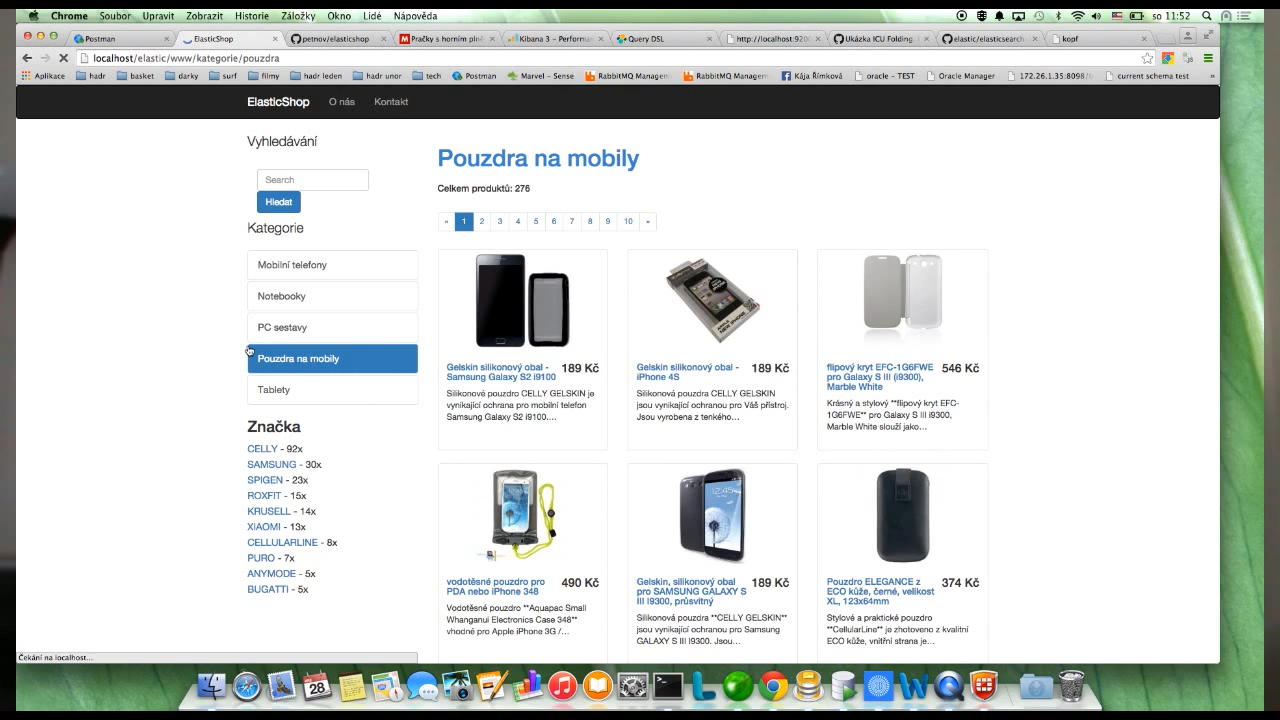 Chrome Soubor Upravit Zobrazit Historie Záložky Okno Lidé Nápověda so 11:52
Postman ElasticShop petnov/elasticshop Pračky s horním pln Kibana 3 - Perform Query DSL http://localhost:920 Ukázka ICU Folding. elastic/elasticsearch kopf
localhost/elastic/www/kategorie/pouzdra
Aplikace hadr basket darky surf filmy hadr leden hadr unor tech Postman Marvel - Sense RabbitMQ Managem RabbitMQ Managem Kája Římková oracle - TEST Oracle Manager 172.26.1.35:8098/ current schema test »
ElasticShop O nás Kontakt
Vyhledávání
Search
Hledat
Kategorie
Mobilní telefony
Notebooky
PC sestavy
Pouzdra na mobily
Tablety
Značka
CELLY - 92x
SAMSUNG - 30x
SPIGEN - 23x
ROXFIT - 15x
KRUSELL - 14x
XIAOMI - 13x
CELLULARLINE - 8x
PURO - 7x
ANYMODE - 5x
BUGATTI - 5x
Pouzdra na mobily
Celkem produktů: 276
« 1 2 3 4 5 6 7 8 9 10 »
Gelskin silikonový obal - 189 Kč
Samsung Galaxy S2 i9100
Silikonové pouzdro CELLY GELSKIN je
vynikající ochrana pro mobilní telefon
Samsung Galaxy S2 i9100....
Gelskin silikonový obal - 189 Kč
iPhone 4S
Silikonová pouzdra CELLY GELSKIN
jsou vynikající ochranou pro Váš přístroj.
Jsou vyrobena z tenkého...
flipový kryt EFC-1G6FWE 546 Kč
pro Galaxy S III (i9300),
Marble White
Krásný a stylový **flipový kryt EFC-
1G6FWE** pro Galaxy S III i9300,
Marble White slouží jako...
vodotěsné pouzdro pro 490 Kč
PDA nebo iPhone 348
Vodotěsné pouzdro **Aquapac Small
Whanganui Electronics Case 348**
vhodné pro Apple iPhone 3G /...
Gelskin, silikonový obal 189 Kč
pro SAMSUNG GALAXY S
III I9300, průsvitný
Silikonová pouzdra **CELLY GELSKIN**
jsou vynikající ochranou pro Samsung
GALAXY S III I9300. Jsou...
Pouzdro ELEGANCE z 374 Kč
ECO kůže, černé, velikost
XL, 123x64mm
Stylové a praktické pouzdro
**CellularLine** je zhotoveno z kvalitní
ECO kůže, vnitřní strana je...
Čekání na localhost...
28